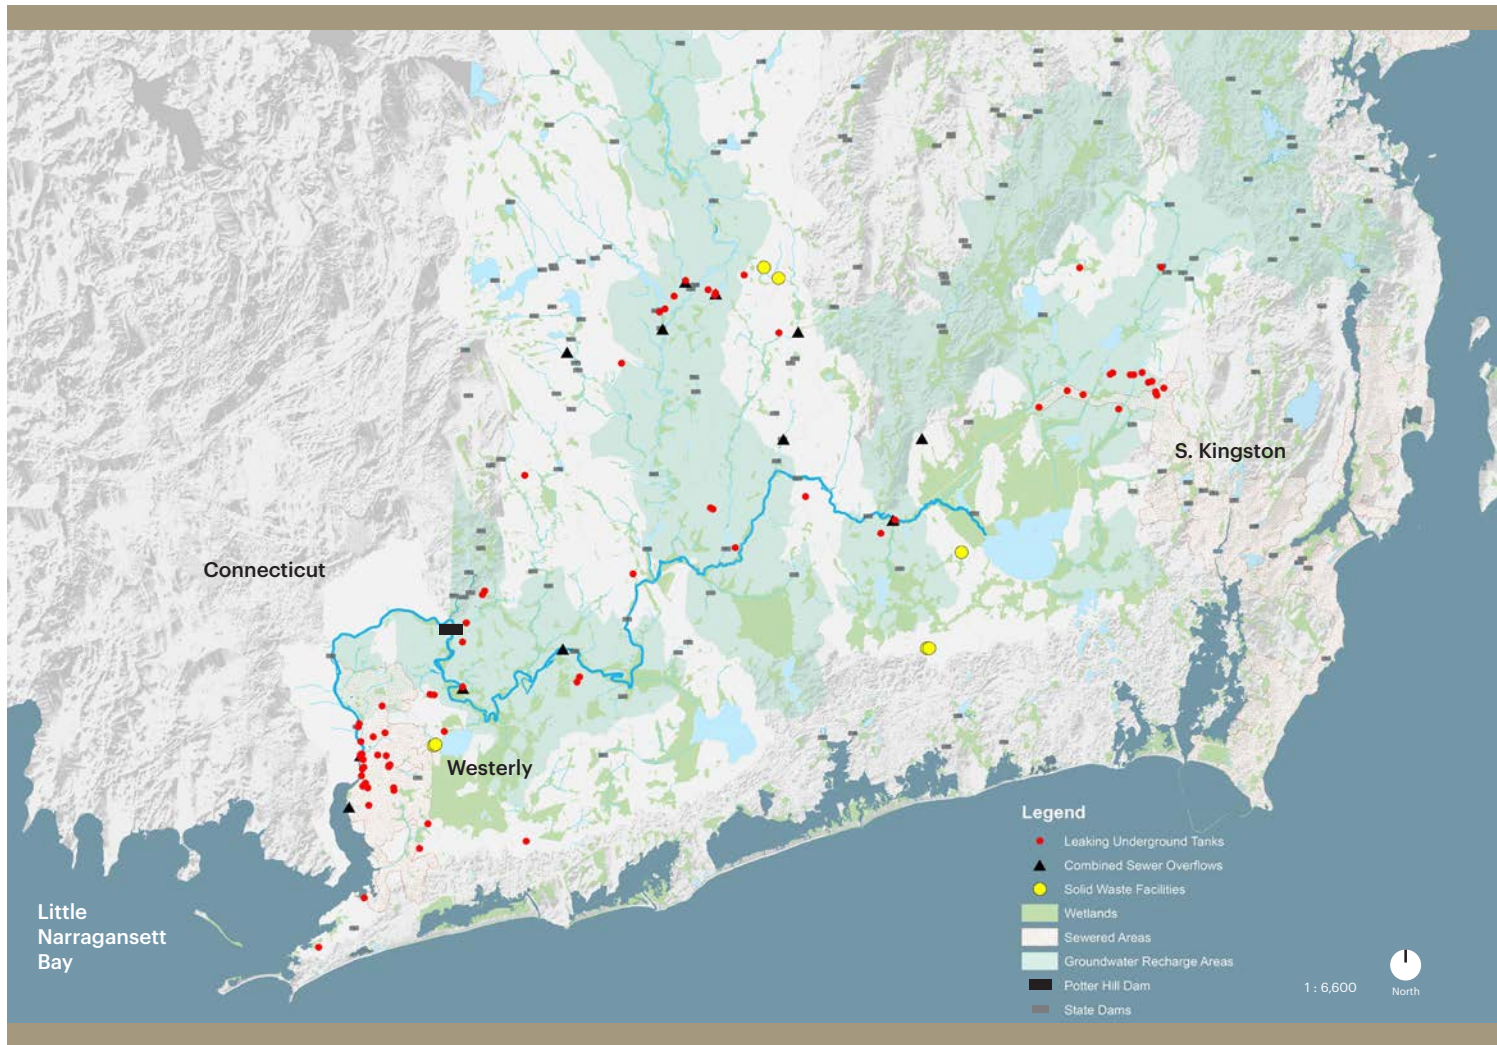 S. Kingston
Connecticut
Westerly
Little
Narragansett
Bay
Legend
Leaking Underground Tanks
Combined Sewer Overflows
Solid Waste Facilities
Wetlands
Sewered Areas
Groundwater Recharge Areas
Potter Hill Dam
State Dams
1 : 6,600
North